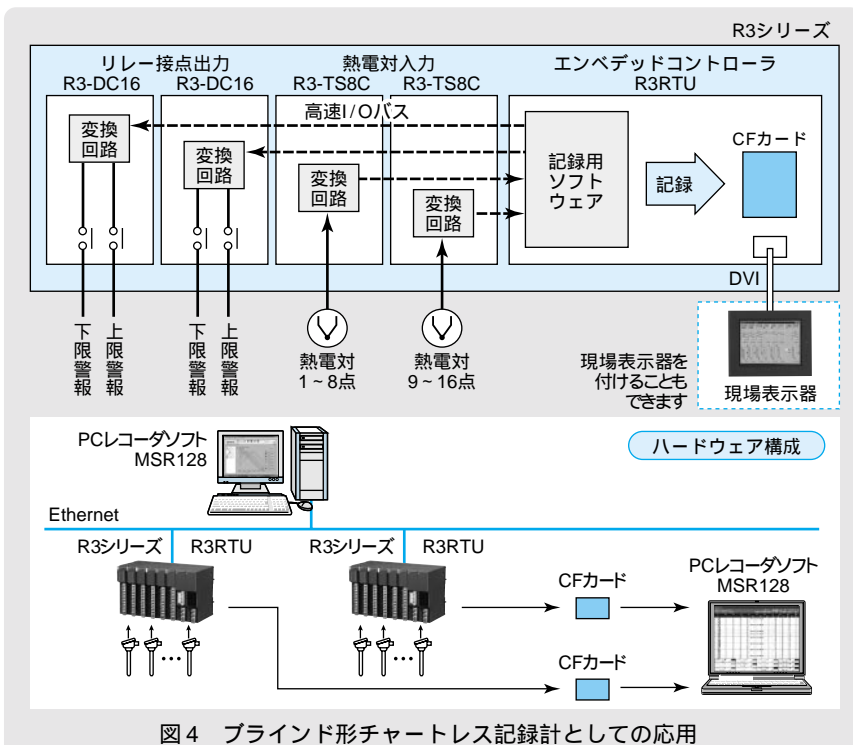 R3シリーズ
リレー接点出力
R3-DC16 R3-DC16
熱電対入力
R3-TS8C R3-TS8C
エンベデッドコントローラ
R3RTU
高速I/Oバス
変換
回路
変換
回路
変換
回路
変換
回路
記録用
ソフト
ウェア
記録
CFカード
DVI
下限警報
上限警報
下限警報
上限警報
熱電対
1~8点
熱電対
9~16点
現場表示器を
付けることも
できます
現場表示器
PCレコーダソフト
MSR128
ハードウェア構成
Ethernet
R3シリーズ R3RTU
R3シリーズ R3RTU
CFカード
PCレコーダソフト
MSR128
CFカード
図4 ブラインド形チャートレス記録計としての応用